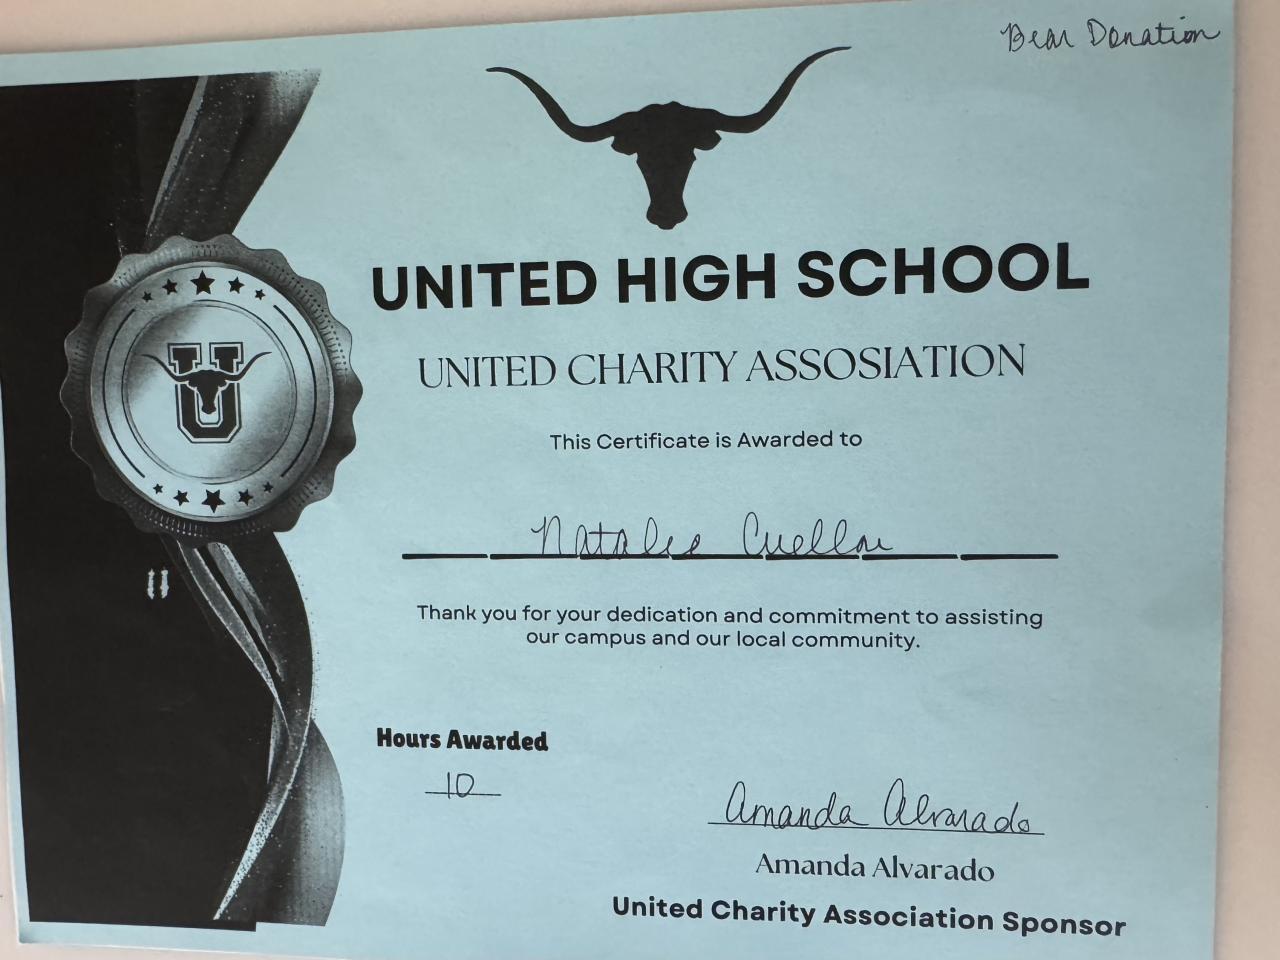 Bear Donation
UNITED HIGH SCHOOL
UNITED CHARITY ASSOSIATION
This Certificate is Awarded to
Natalie Cuellar
Thank you for your dedication and commitment to assisting
our campus and our local community.
Hours Awarded
10
Amanda Alvarado
Amanda Alvarado
United Charity Association Sponsor
U